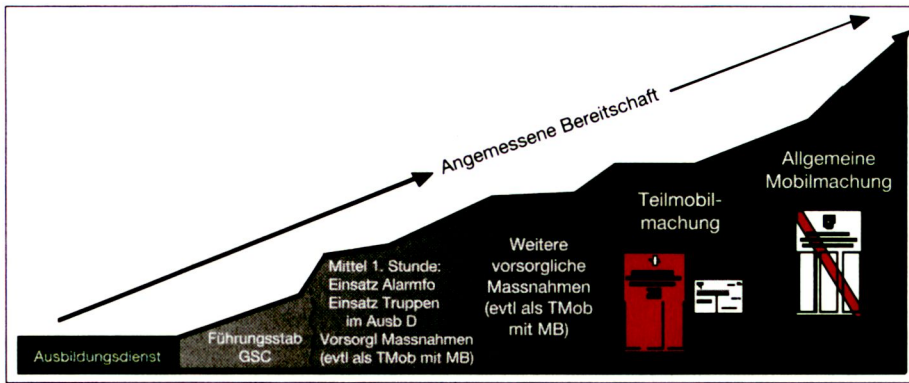 Angemessene Bereitschaft
Ausbildungsdienst
Führungsstab
GSC
Mittel 1. Stunde:
Einsatz Alarmfo
Einsatz Truppen
im Ausb D
Vorsorgl Massnahmen
(evtl als TMob mit MB)
Weitere
vorsorgliche
Massnahmen
(evtl als TMob
mit MB)
Teilmobil-
machung
Allgemeine
Mobilmachung